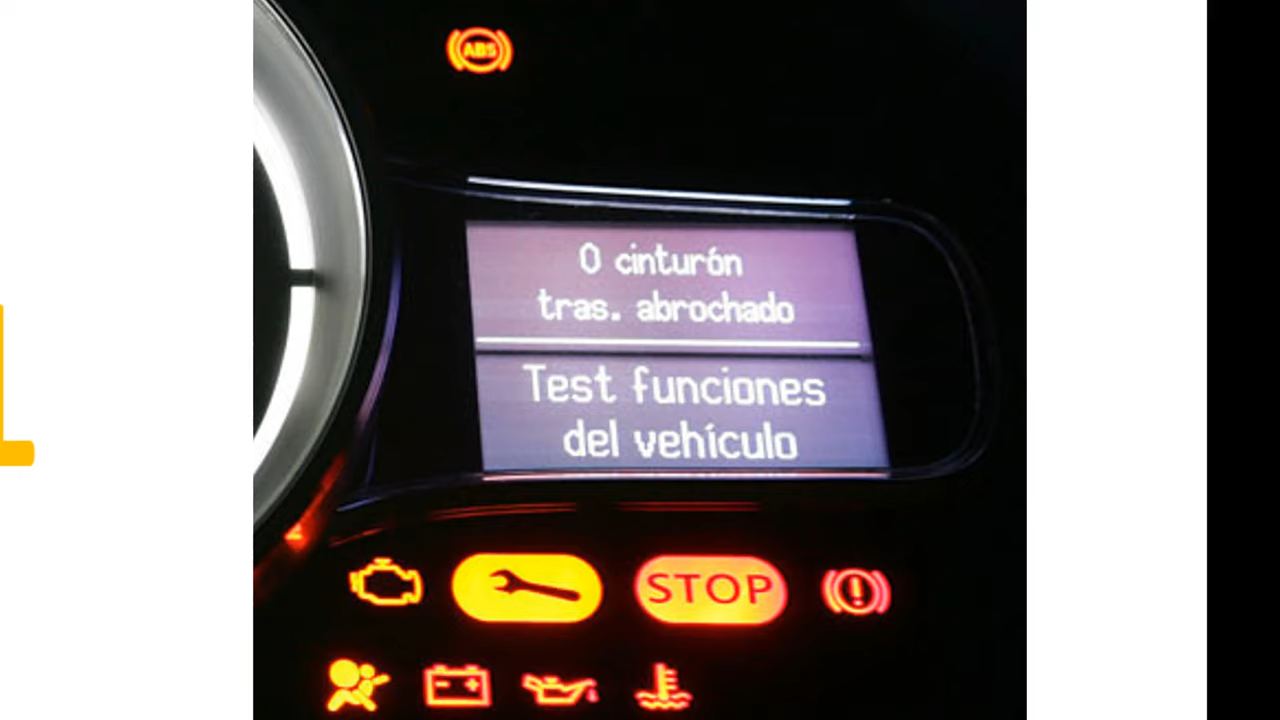 ABS
0 cinturón
tras. abrochado
Test funciones
del vehículo
STOP